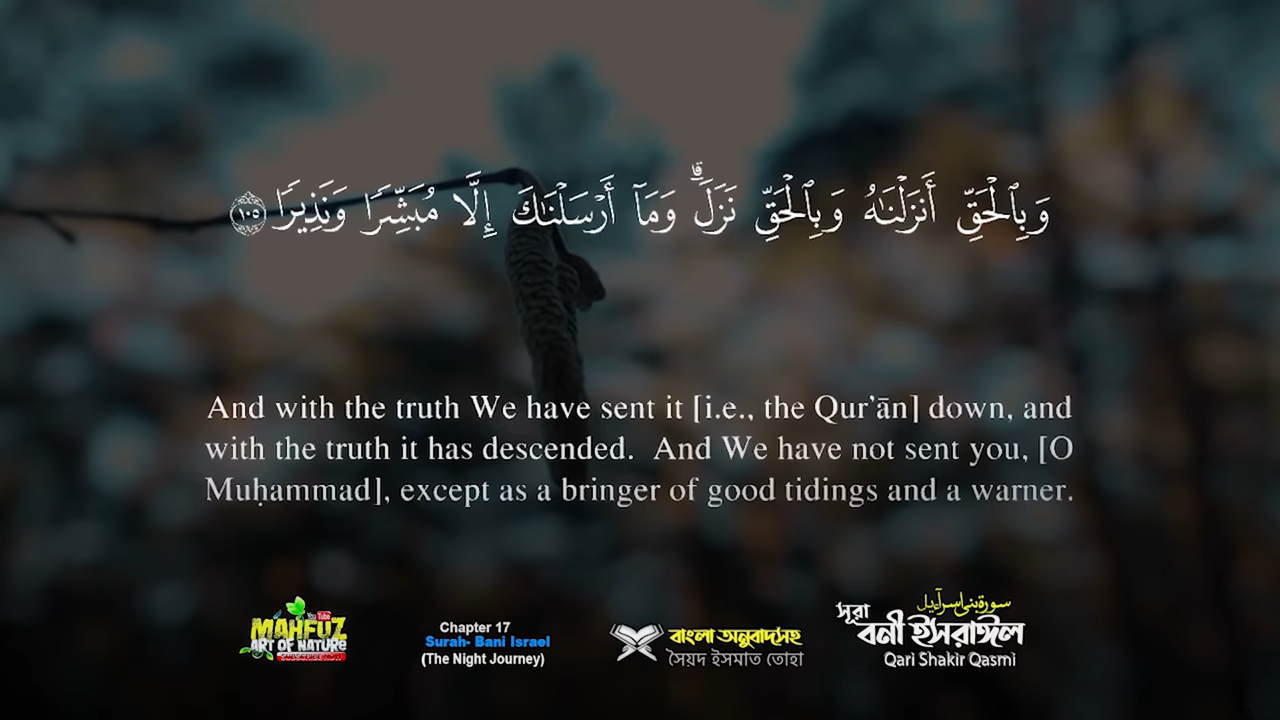 وَبِٱلْحَقِّ أَنزَلْنَـٰهُ وَبِٱلْحَقِّ نَزَلَ ۗ وَمَآ أَرْسَلْنَـٰكَ إِلَّا مُبَشِّرًا وَنَذِيرًا ١٠٥
And with the truth We have sent it [i.e., the Qur’ān] down, and
with the truth it has descended.  And We have not sent you, [O
Muḥammad], except as a bringer of good tidings and a warner.
You Tube
MAHFUZ
ART OF NATURE
Chapter 17
Surah- Bani Israel
(The Night Journey)
বাংলা অনুবাদসহ
সৈয়দ ইসমাত তোহা
سورة بني اسرآءيل
সূরা
বনী ইসরাঈল
Qari Shakir Qasmi